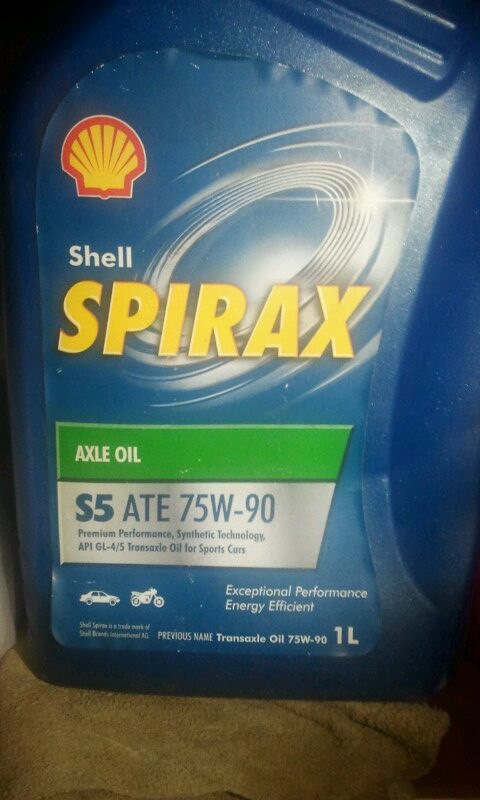 Shell
SPIRAX
AXLE OIL
S5 ATE 75W-90
Premium Performance, Synthetic Technology,
API GL-4/5 Transaxle Oil for Sports Cars
Exceptional Performance
Energy Efficient
Shell Spirax is a trade mark of
Shell Brands International AG
PREVIOUS NAME Transaxle Oil 75W-90 1L